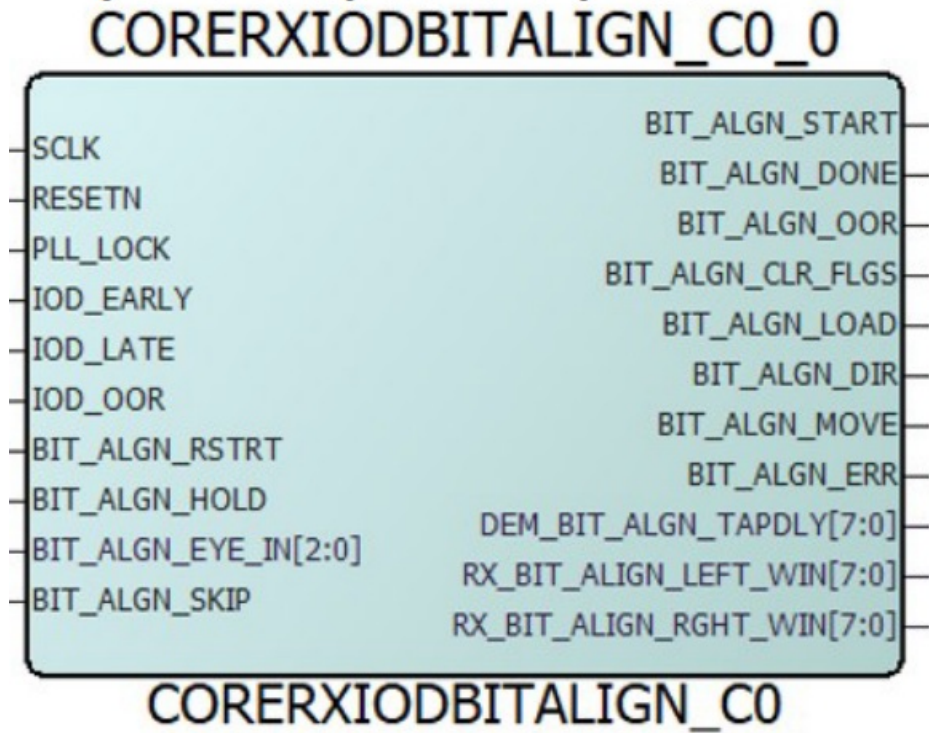 CORERXIODBITALIGN_C0_0
SCLK
RESETN
PLL_LOCK
IOD_EARLY
IOD_LATE
IOD_OOR
BIT_ALGN_RSTRT
BIT_ALGN_HOLD
BIT_ALGN_EYE_IN[2:0]
BIT_ALGN_SKIP
BIT_ALGN_START
BIT_ALGN_DONE
BIT_ALGN_OOR
BIT_ALGN_CLR_FLGS
BIT_ALGN_LOAD
BIT_ALGN_DIR
BIT_ALGN_MOVE
BIT_ALGN_ERR
DEM_BIT_ALGN_TAPDLY[7:0]
RX_BIT_ALIGN_LEFT_WIN[7:0]
RX_BIT_ALIGN_RGHT_WIN[7:0]
CORERXIODBITALIGN_C0